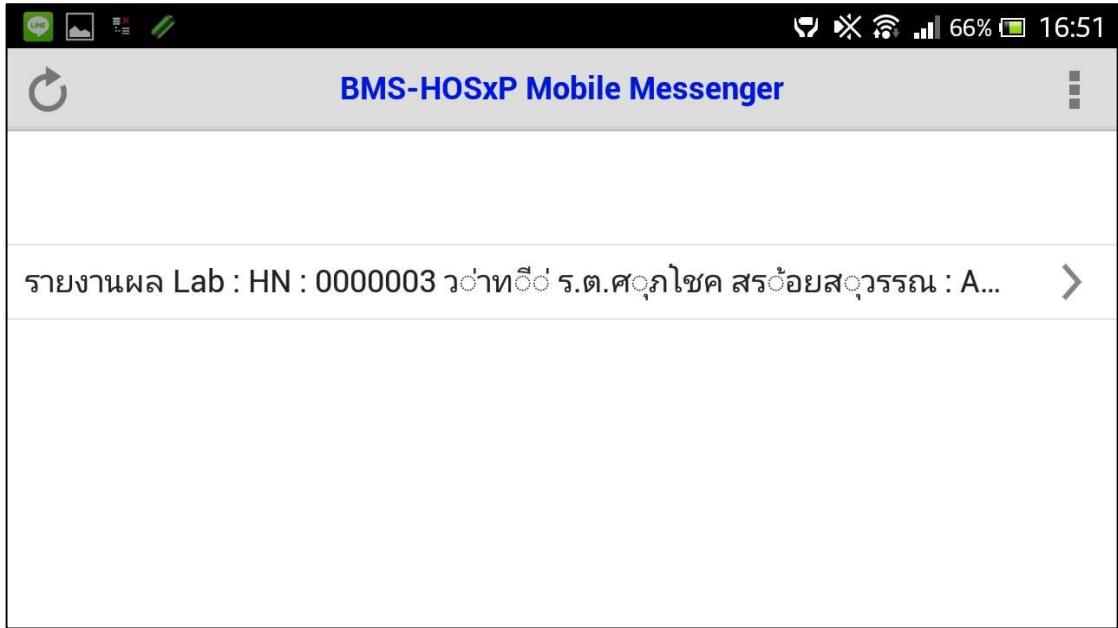 LINE
66% 16:51
BMS-HOSxP Mobile Messenger
รายงานผล Lab : HN : 0000003 ว่าที่ ร.ต.ศุภโชค สร้อยสุวรรณ : A...